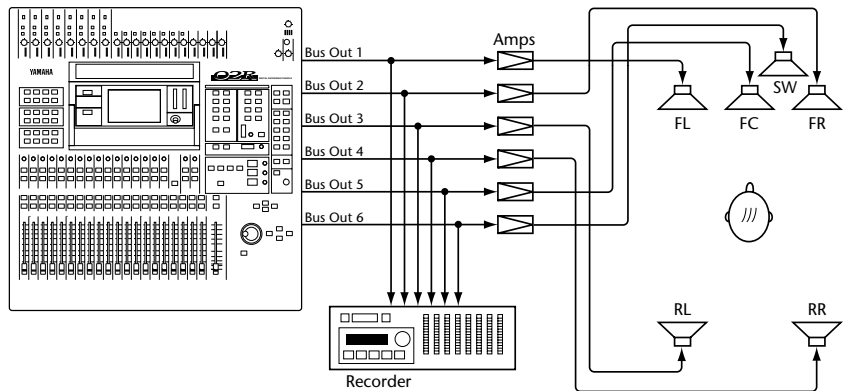 YAMAHA
02R
Bus Out 1
Bus Out 2
Bus Out 3
Bus Out 4
Bus Out 5
Bus Out 6
Amps
SW
FL
FC
FR
RL
RR
Recorder